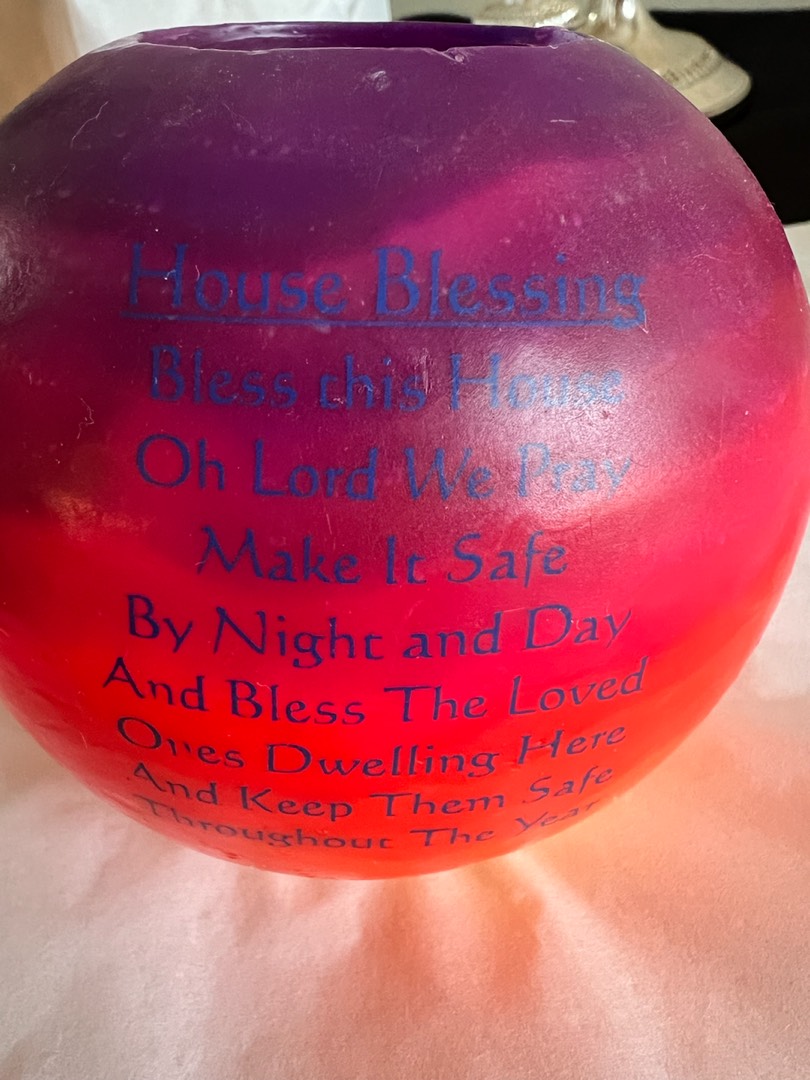 House Blessing
Bless this House
Oh Lord We Pray
Make It Safe
By Night and Day
And Bless The Loved
Ones Dwelling Here
And Keep Them Safe
Throughout The Year